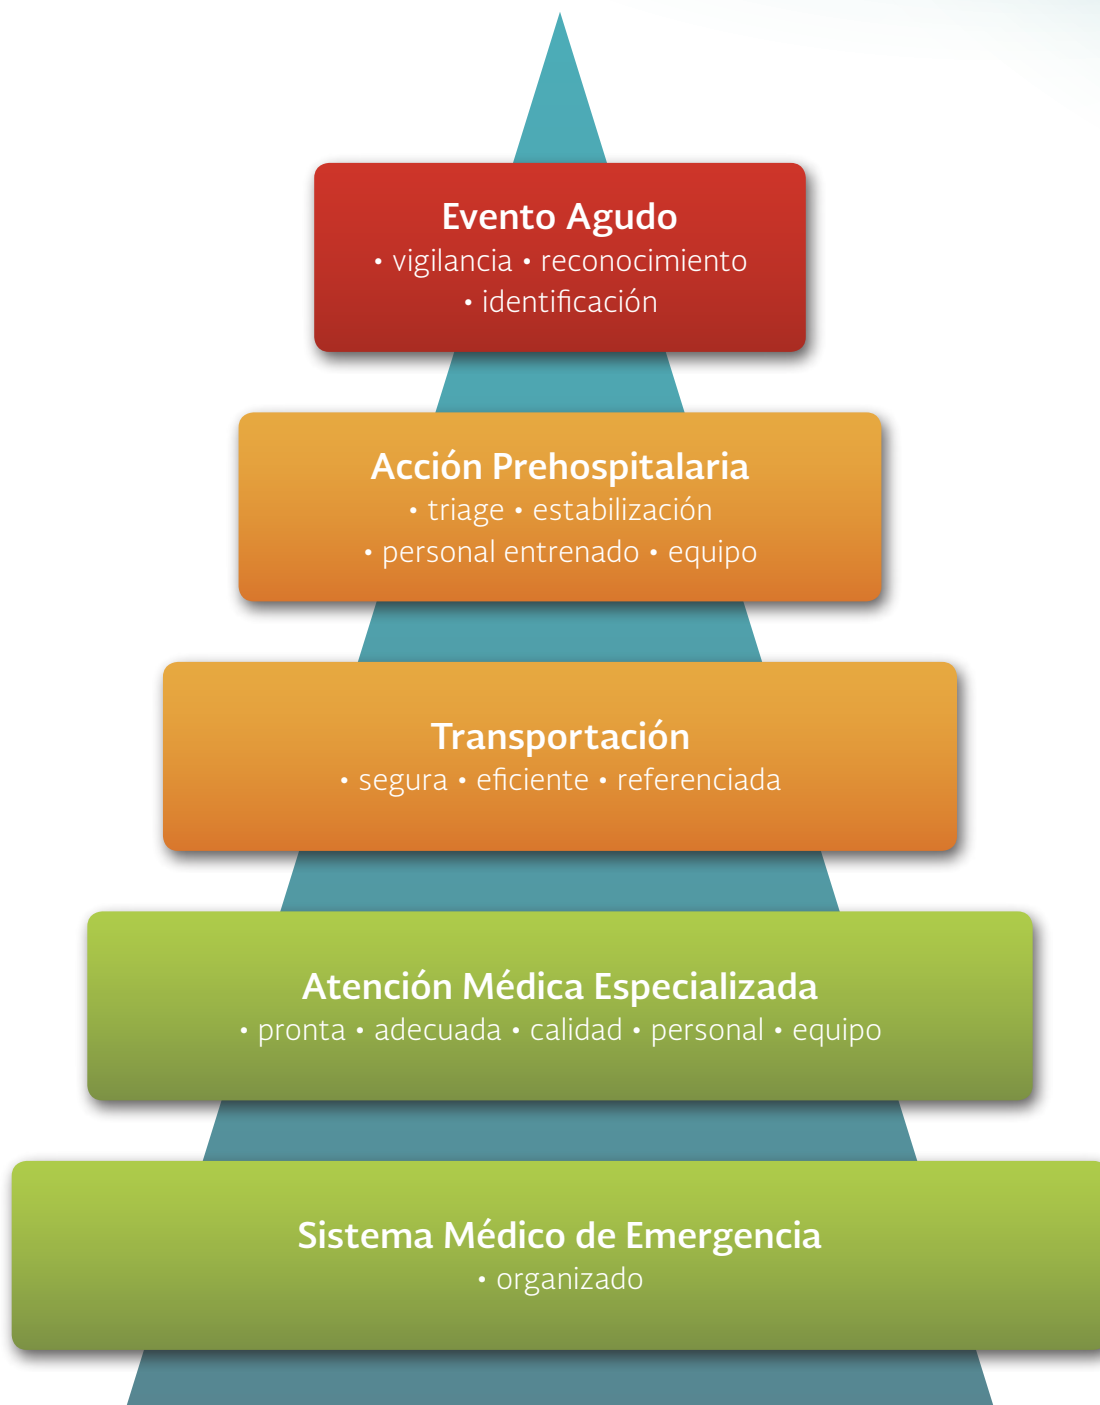 Evento Agudo
• vigilancia • reconocimiento
• identificación
Acción Prehospitalaria
• triage • estabilización
• personal entrenado • equipo
Transportación
• segura • eficiente • referenciada
Atención Médica Especializada
• pronta • adecuada • calidad • personal • equipo
Sistema Médico de Emergencia
• organizado